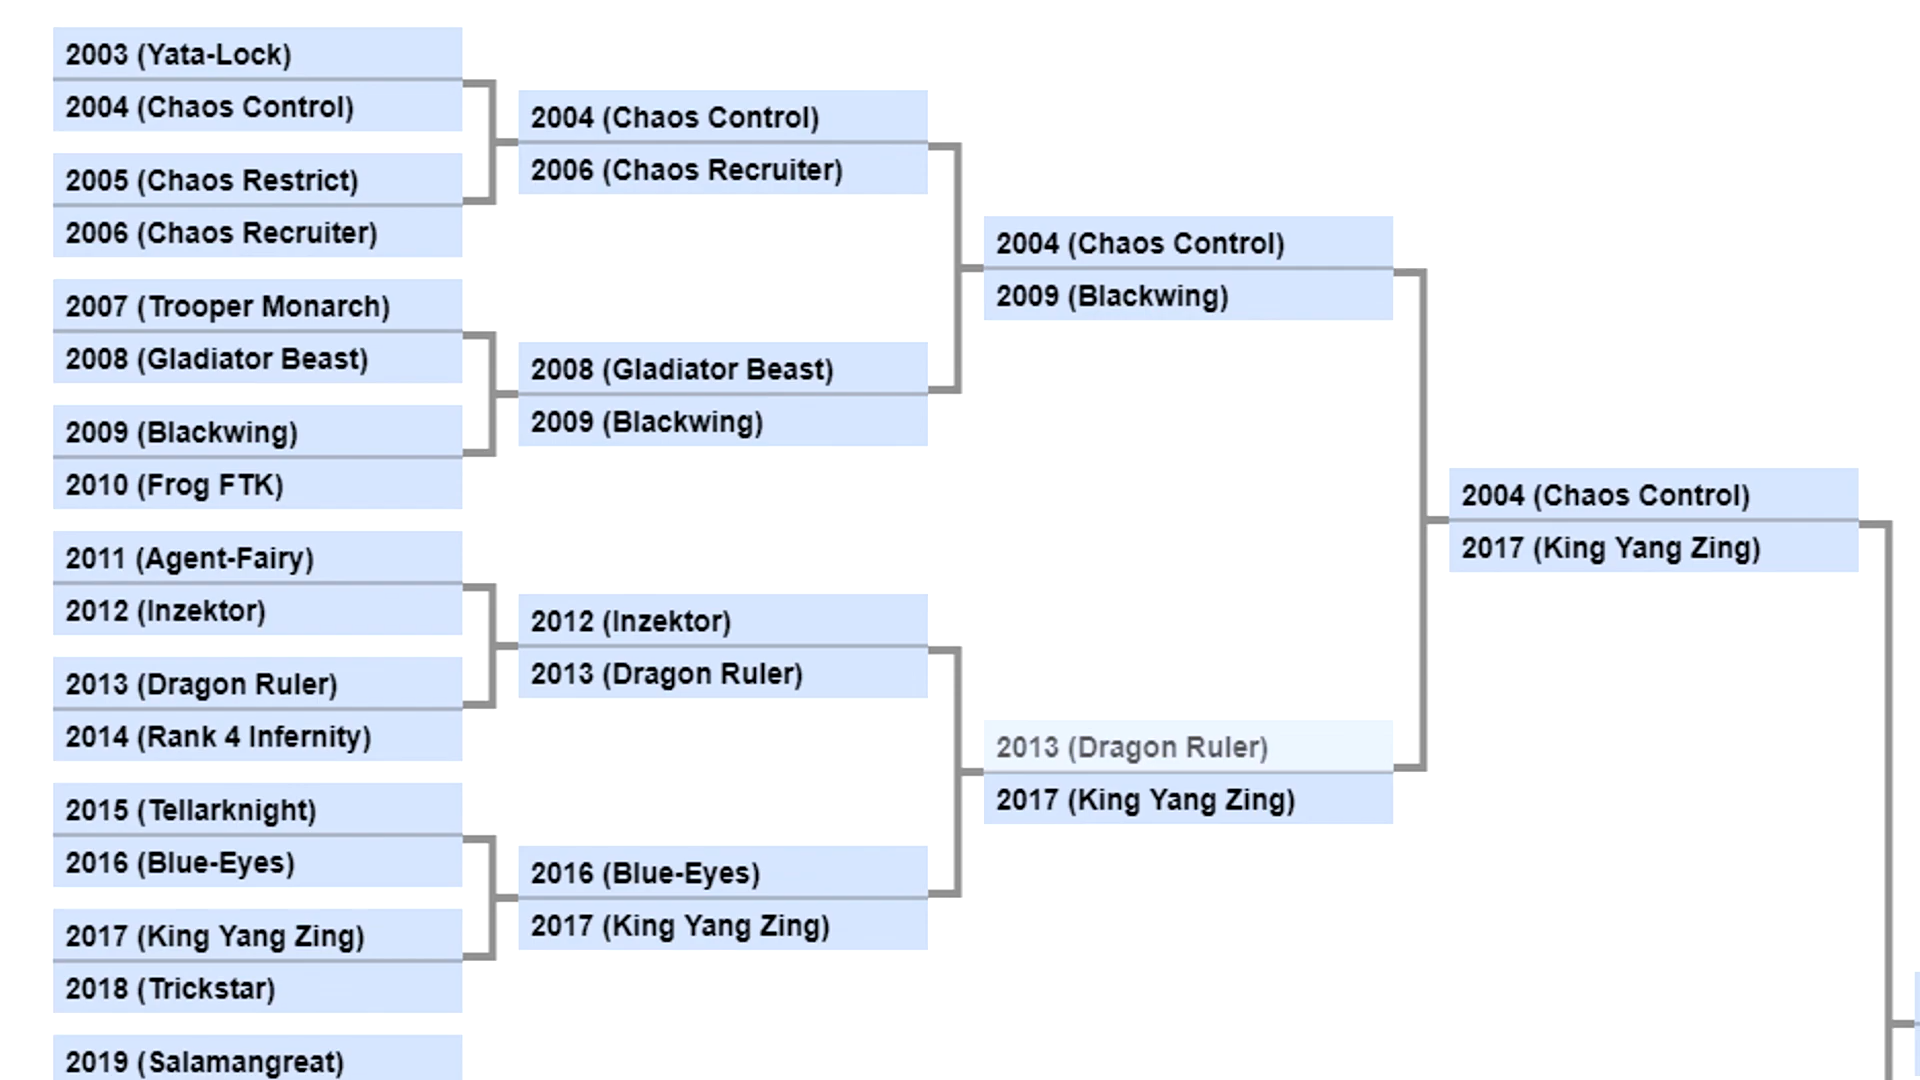 2003 (Yata-Lock)
2004 (Chaos Control)
2005 (Chaos Restrict)
2006 (Chaos Recruiter)
2007 (Trooper Monarch)
2008 (Gladiator Beast)
2009 (Blackwing)
2010 (Frog FTK)
2011 (Agent-Fairy)
2012 (Inzektor)
2013 (Dragon Ruler)
2014 (Rank 4 Infernity)
2015 (Tellarknight)
2016 (Blue-Eyes)
2017 (King Yang Zing)
2018 (Trickstar)
2019 (Salamangreat)
2004 (Chaos Control)
2006 (Chaos Recruiter)
2008 (Gladiator Beast)
2009 (Blackwing)
2012 (Inzektor)
2013 (Dragon Ruler)
2016 (Blue-Eyes)
2017 (King Yang Zing)
2004 (Chaos Control)
2009 (Blackwing)
2013 (Dragon Ruler)
2017 (King Yang Zing)
2004 (Chaos Control)
2017 (King Yang Zing)